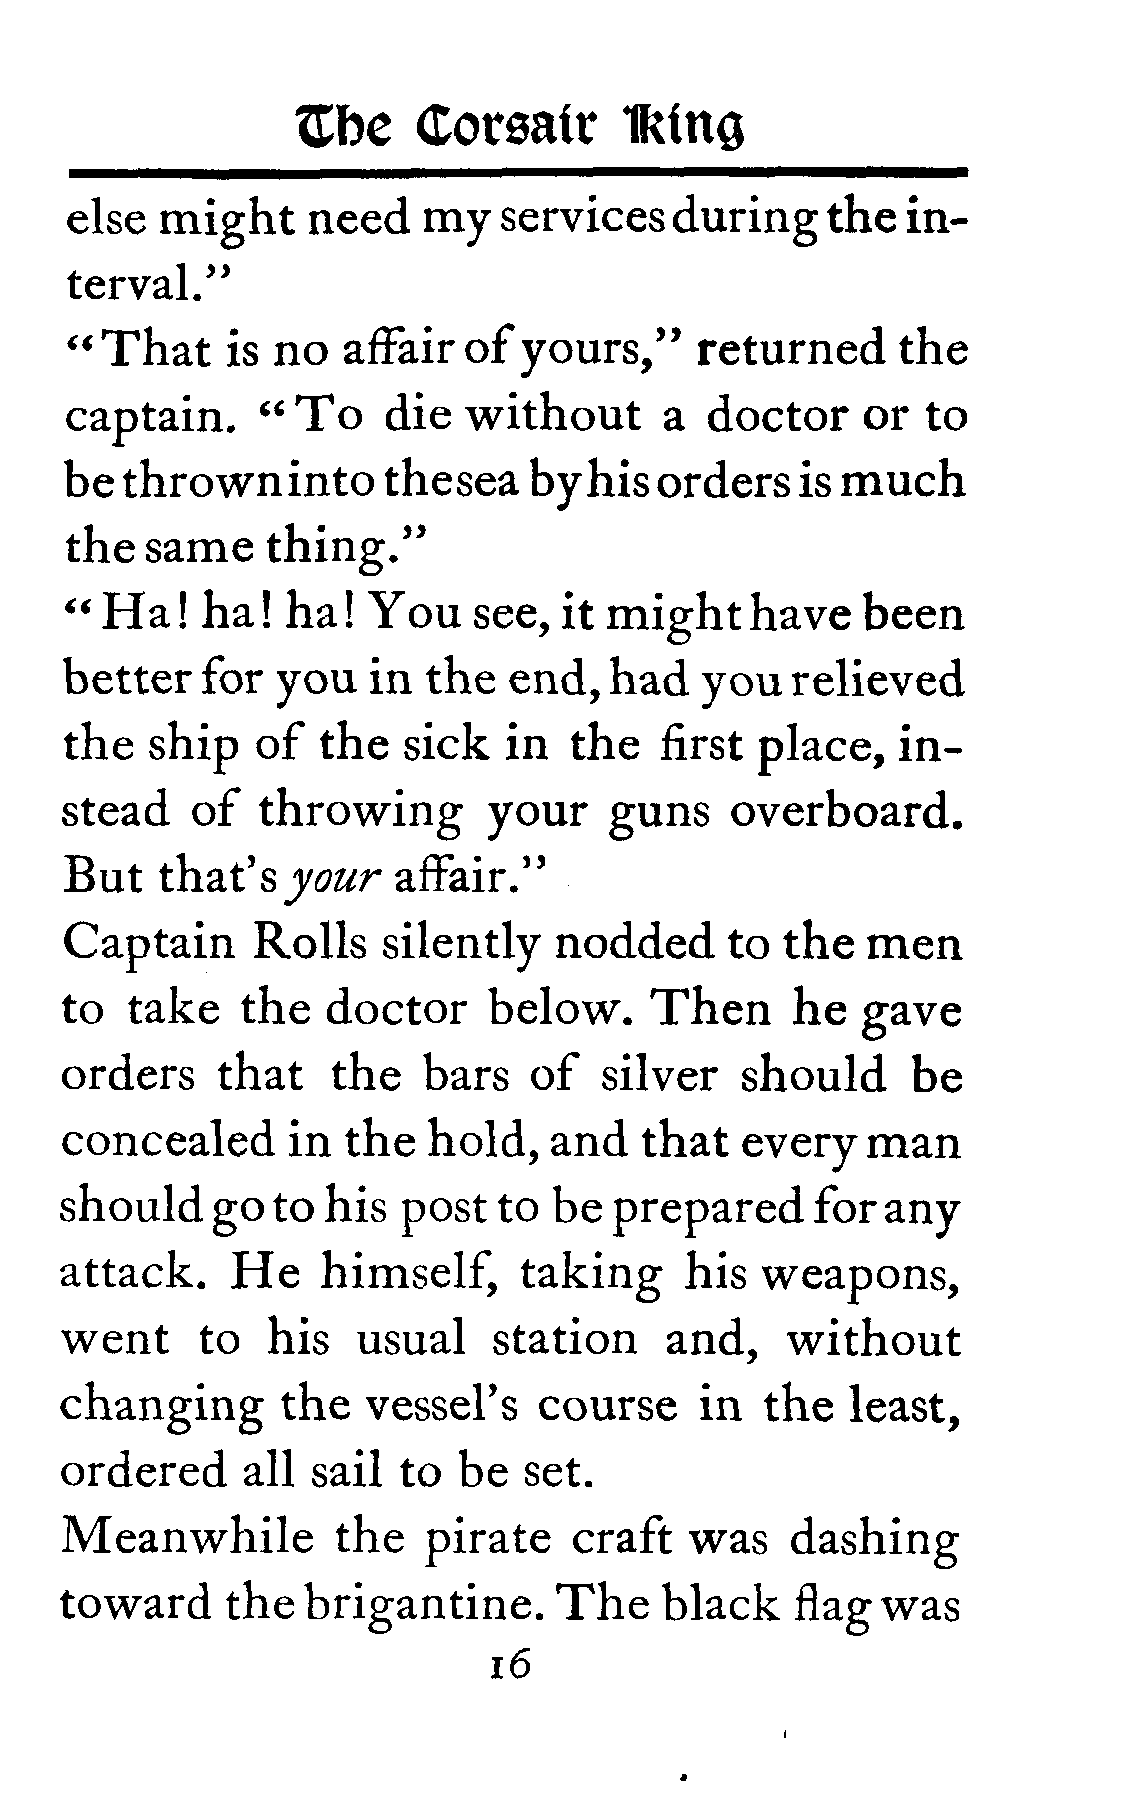 The Corsair King
else might need my services during the in-
terval."
"That is no affair of yours," returned the
captain. "To die without a doctor or to
be thrown into the sea by his orders is much
the same thing."
"Ha! ha! ha! You see, it might have been
better for you in the end, had you relieved
the ship of the sick in the first place, in-
stead of throwing your guns overboard.
But that's your affair."
Captain Rolls silently nodded to the men
to take the doctor below. Then he gave
orders that the bars of silver should be
concealed in the hold, and that every man
should go to his post to be prepared for any
attack. He himself, taking his weapons,
went to his usual station and, without
changing the vessel's course in the least,
ordered all sail to be set.
Meanwhile the pirate craft was dashing
toward the brigantine. The black flag was
16